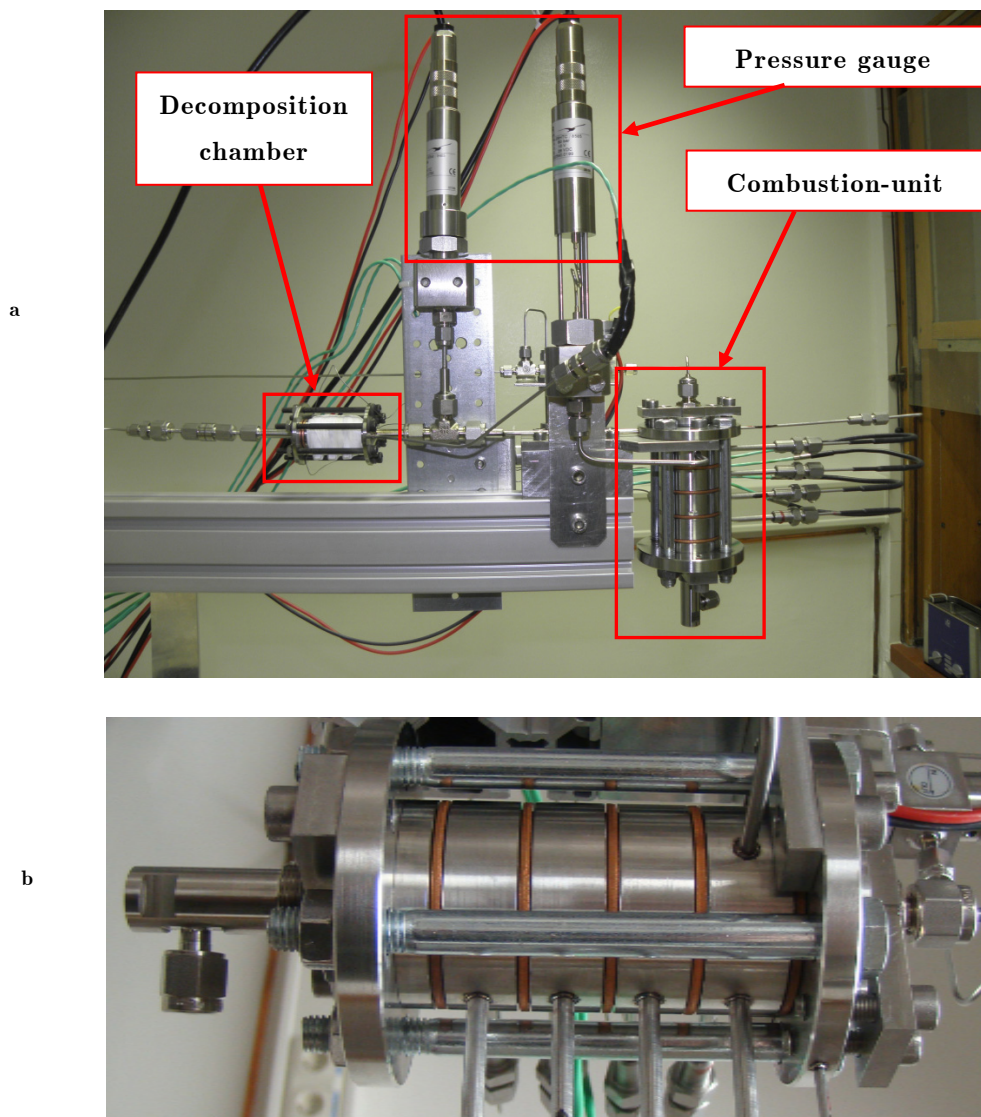 Pressure gauge
Decomposition
chamber
Combustion-unit
a
b